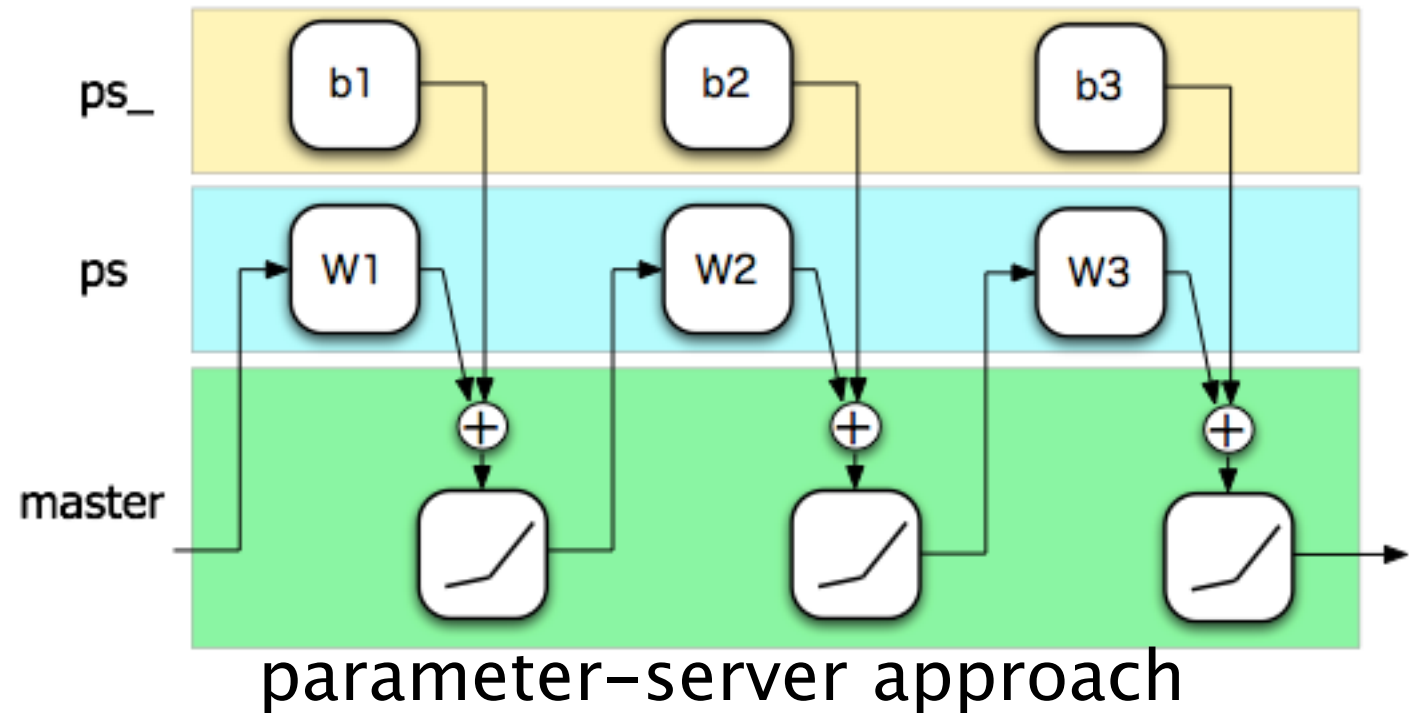 ps_ b1 b2 b3
ps W1 W2 W3
+ + +
master
parameter-server approach